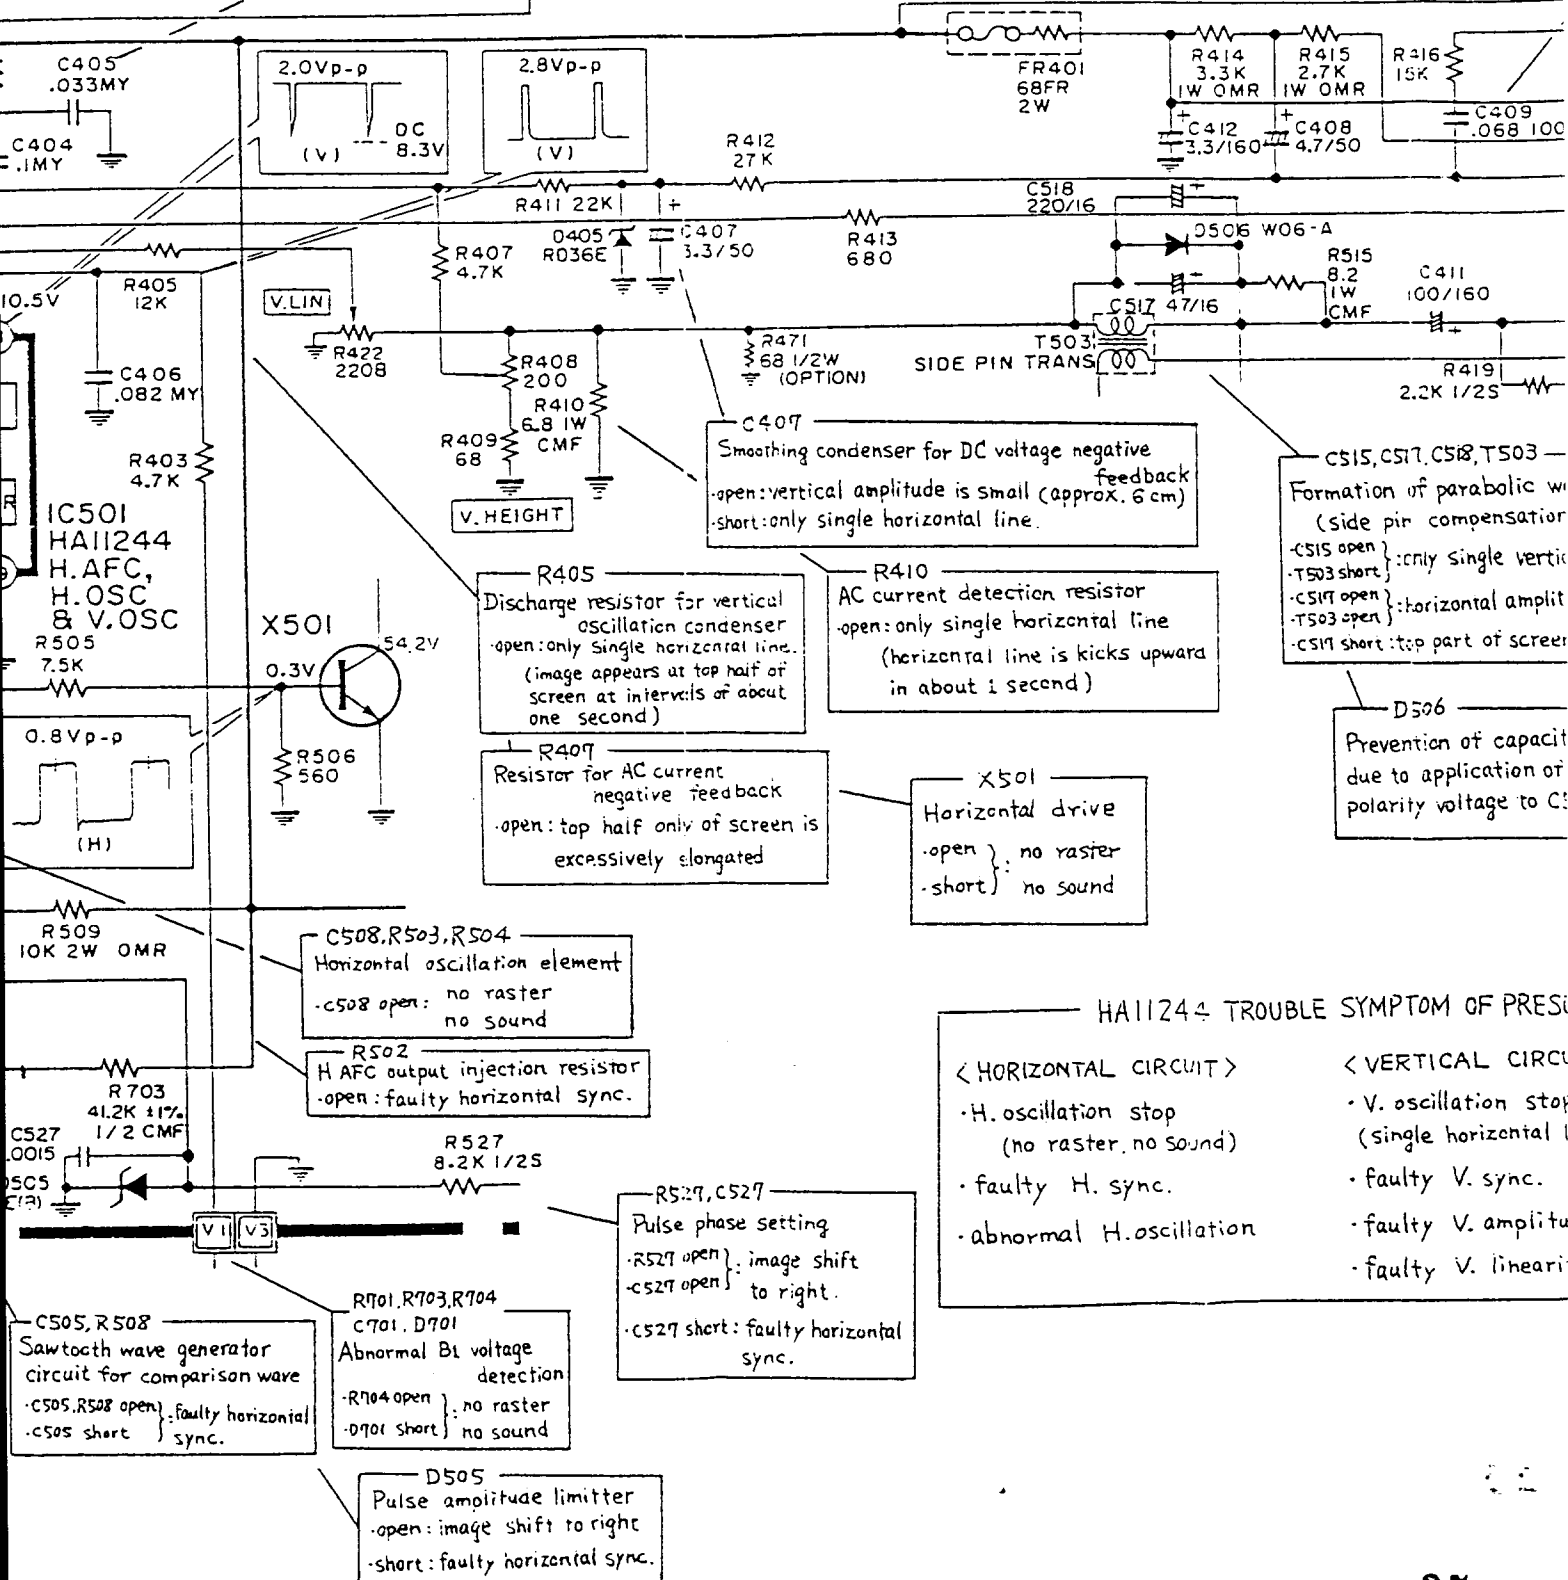 C405
.033MY
C404
.1MY
2.0Vp-p
(V)
DC
8.3V
2.8Vp-p
(V)
FR401
68FR
2W
R414
3.3K
1W OMR
R415
2.7K
1W OMR
R416
15K
C412
3.3/160
C408
4.7/50
C409
.068 100
R412
27K
R411 22K
D405
RD36E
C407
3.3/50
R407
4.7K
R413
680
C518
220/16
D506 W06-A
R515
8.2
1W
CMF
C411
100/160
C517 47/16
T503
SIDE PIN TRANS
R419
2.2K 1/2S
R405
12K
10.5V
V.LIN
R422
220B
R408
200
R410
6.8 1W
CMF
R409
68
R471
68 1/2W
(OPTION)
C406
.082 MY
R403
4.7K
V. HEIGHT
IC501
HA11244
H.AFC,
H.OSC
& V.OSC
R505
7.5K
X501
54.2V
0.3V
R506
560
0.8Vp-p
(H)
R509
10K 2W OMR
C407
Smoothing condenser for DC voltage negative
feedback
·open: vertical amplitude is small (approx. 6 cm)
·short: only single horizontal line.
R405
Discharge resistor for vertical
oscillation condenser
·open: only single horizontal line.
(image appears at top half of
screen at intervals of about
one second)
R410
AC current detection resistor
·open: only single horizontal line
(horizontal line is kicks upward
in about 1 second)
C515, C517, C518, T503
Formation of parabolic
(side pin compensation
·C515 open
·T503 short
: only single
·C517 open
·T503 open
: horizontal
·C517 short: top part of screen
D506
Prevention of
due to application of
polarity voltage to
R407
Resistor for AC current
negative feedback
·open: top half only of screen is
excessively elongated
X501
Horizontal drive
·open
·short
: no raster
no sound
C508, R503, R504
Horizontal oscillation element
·C508 open: no raster
no sound
R502
H AFC output injection resistor
·open: faulty horizontal sync.
R703
41.2K ±1%
1/2 CMF
C527
.0015
R527
8.2K 1/2S
V1 V3
R527, C527
Pulse phase setting
·R527 open
·C527 open
: image shift
to right.
·C527 short: faulty horizontal
sync.
HA11244 TROUBLE SYMPTOM OF
<HORIZONTAL CIRCUIT>
·H. oscillation stop
(no raster, no sound)
·faulty H. sync.
·abnormal H. oscillation
<VERTICAL
·V. oscillation stop
(single horizontal
·faulty V. sync.
·faulty V.
·faulty V.
C505, R508
Sawtooth wave generator
circuit for comparison wave
·C505, R508 open
·C505 short
: faulty horizontal
sync.
R701, R703, R704
C701, D701
Abnormal B1 voltage
detection
·R704 open
·D701 short
: no raster
no sound
D505
Pulse amplitude limitter
·open: image shift to right
·short: faulty horizontal sync.